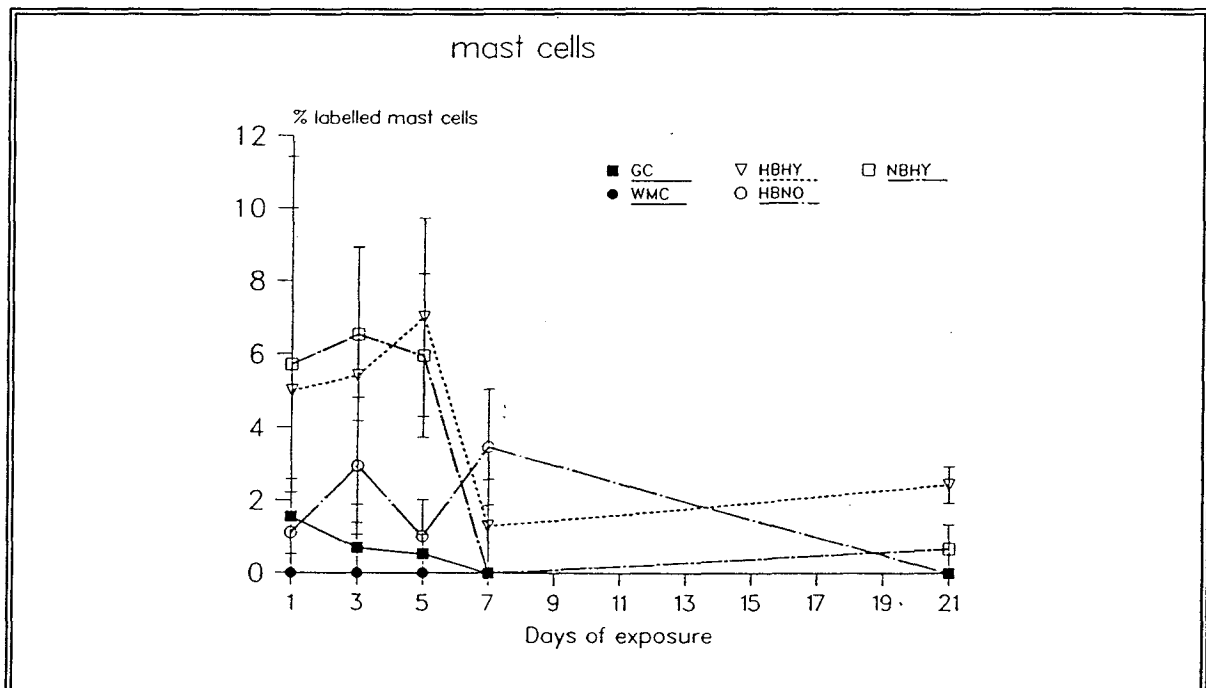 mast cells
% labelled mast cells
12
10
8
6
4
2
0
GC HBHY NBHY
WMC HBNO
1 3 5 7 9 11 13 15 17 19 21
Days of exposure